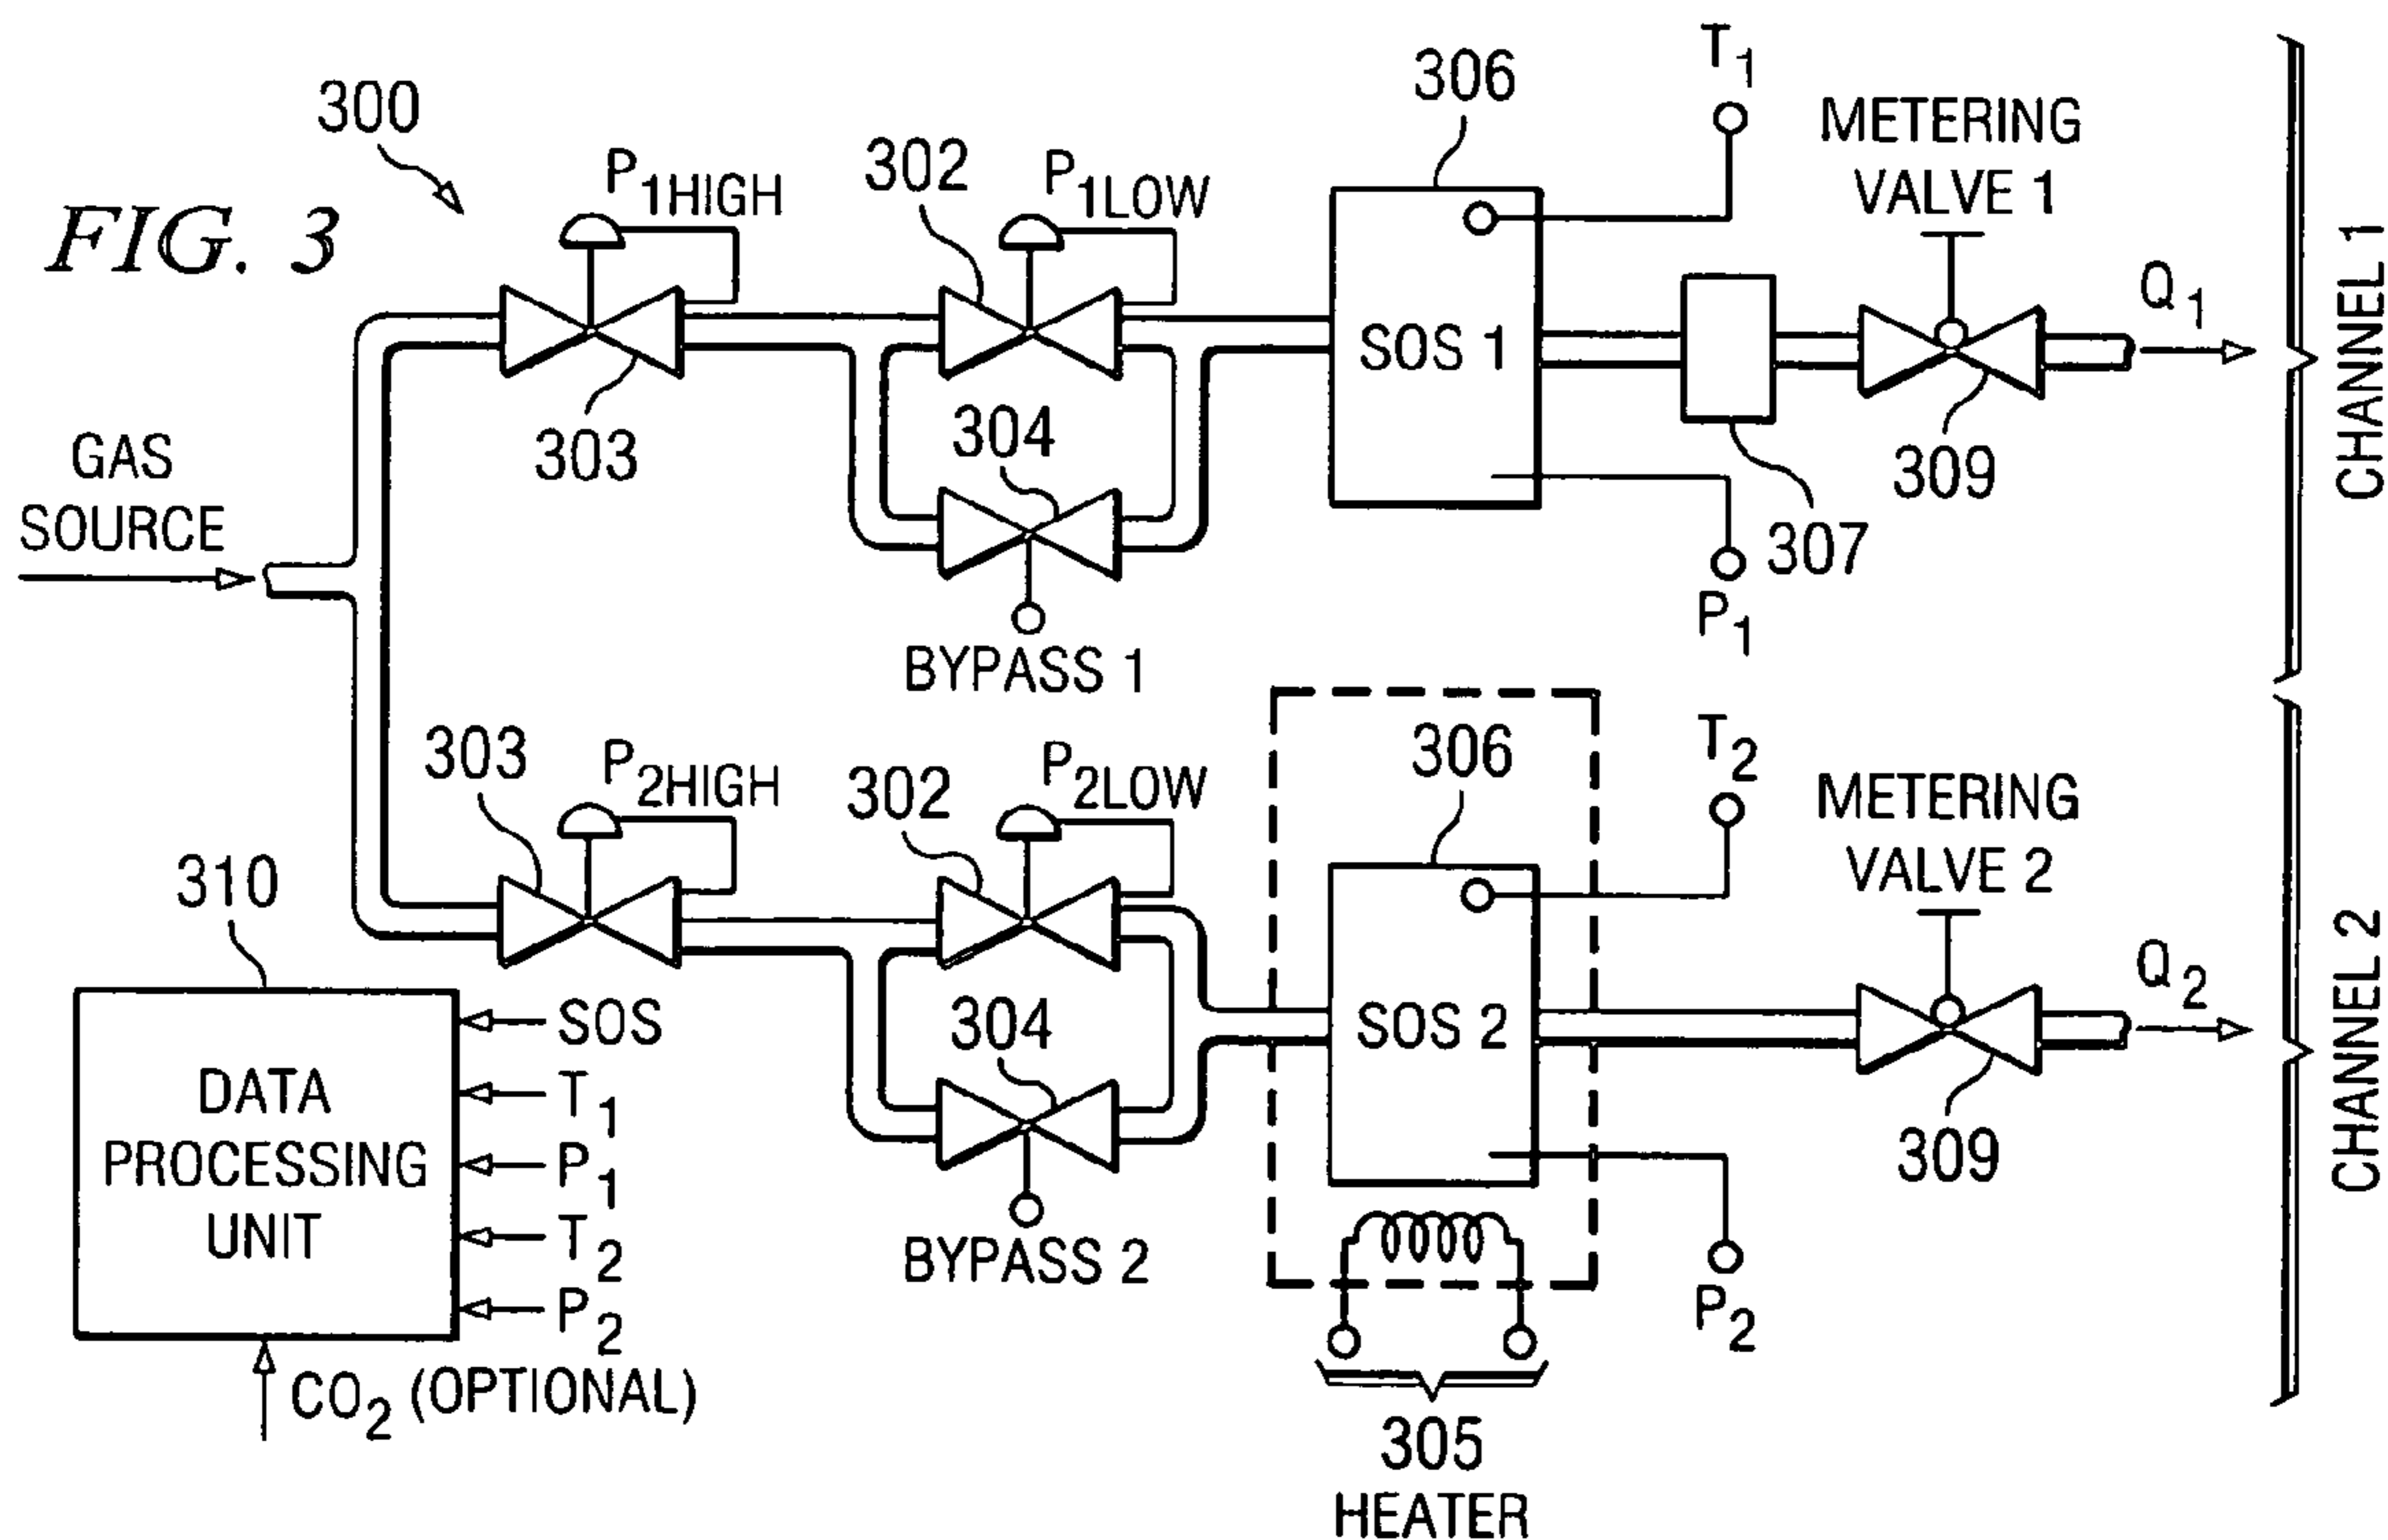 FIG. 3
300
P1HIGH
302
P1LOW
306
T1
METERING
VALVE 1
Q1
CHANNEL 1
303
304
SOS 1
307
309
P1
BYPASS 1
GAS
SOURCE
303
P2HIGH
302
P2LOW
306
T2
METERING
VALVE 2
Q2
CHANNEL 2
304
SOS 2
309
P2
BYPASS 2
305
HEATER
310
DATA
PROCESSING
UNIT
SOS
T1
P1
T2
P2
CO2 (OPTIONAL)